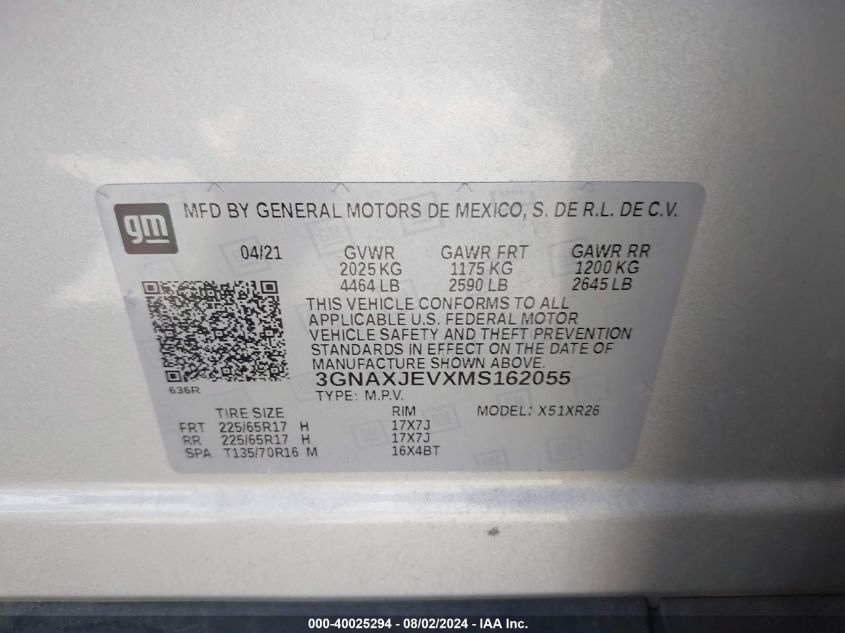 gm MFD BY GENERAL MOTORS DE MEXICO, S. DE R.L. DE C.V.
04/21 GVWR GAWR FRT GAWR RR
2025 KG 1175 KG 1200 KG
4464 LB 2590 LB 2645 LB
THIS VEHICLE CONFORMS TO ALL
APPLICABLE U.S. FEDERAL MOTOR
VEHICLE SAFETY AND THEFT PREVENTION
STANDARDS IN EFFECT ON THE DATE OF
MANUFACTURE SHOWN ABOVE.
636R 3GNAXJEVXMS162055
TYPE: M.P.V.
TIRE SIZE RIM MODEL: X51XR26
FRT 225/65R17 H 17X7J
RR 225/65R17 H 17X7J
SPA T135/70R16 M 16X4BT
000-40025294 - 08/02/2024 - IAA Inc.